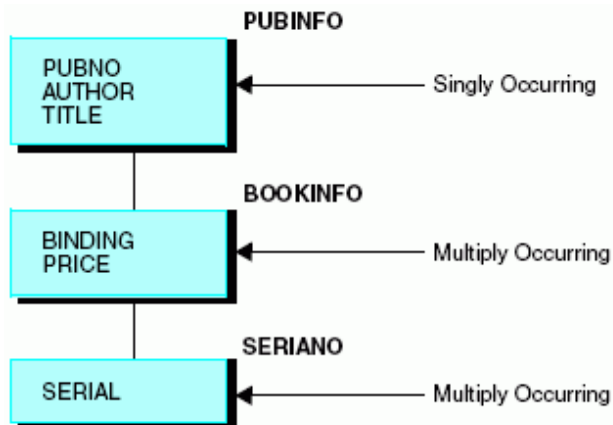 PUBINFO
PUBNO
AUTHOR
TITLE
Singly Occurring
BOOKINFO
BINDING
PRICE
Multiply Occurring
SERIANO
SERIAL
Multiply Occurring